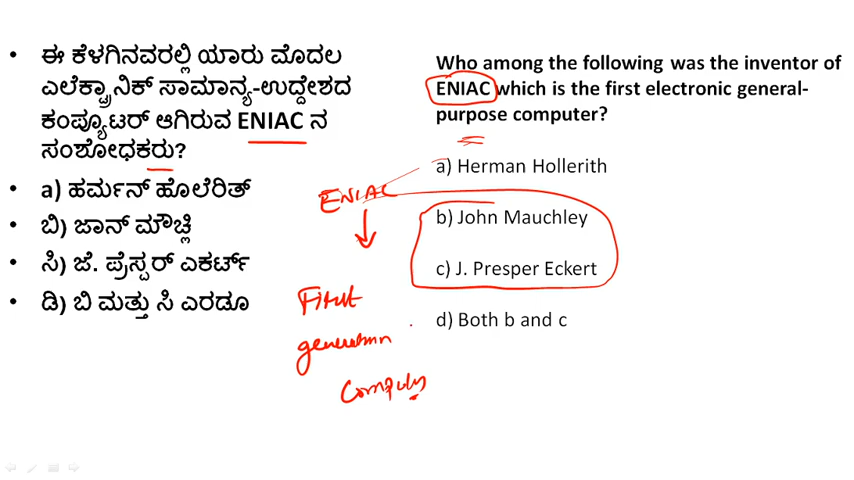 • ಈ ಕೆಳಗಿನವರಲ್ಲಿ ಯಾರು ಮೊದಲ
ಎಲೆಕ್ಟ್ರಾನಿಕ್ ಸಾಮಾನ್ಯ-ಉದ್ದೇಶದ
ಕಂಪ್ಯೂಟರ್ ಆಗಿರುವ ENIAC ನ
ಸಂಶೋಧಕರು?
• a) ಹರ್ಮನ್ ಹೊಲೆರಿತ್
• ಬಿ) ಜಾನ್ ಮೌಚ್ಲಿ
• ಸಿ) ಜೆ. ಪ್ರೆಸ್ಪರ್ ಎಕರ್ಟ್
• ಡಿ) ಬಿ ಮತ್ತು ಸಿ ಎರಡೂ
Who among the following was the inventor of
ENIAC which is the first electronic general-
purpose computer?
a) Herman Hollerith
b) John Mauchley
c) J. Presper Eckert
d) Both b and c
ENIAC
First
generation